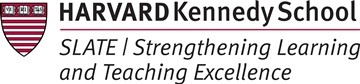 HARVARD Kennedy School
SLATE | Strengthening Learning
and Teaching Excellence